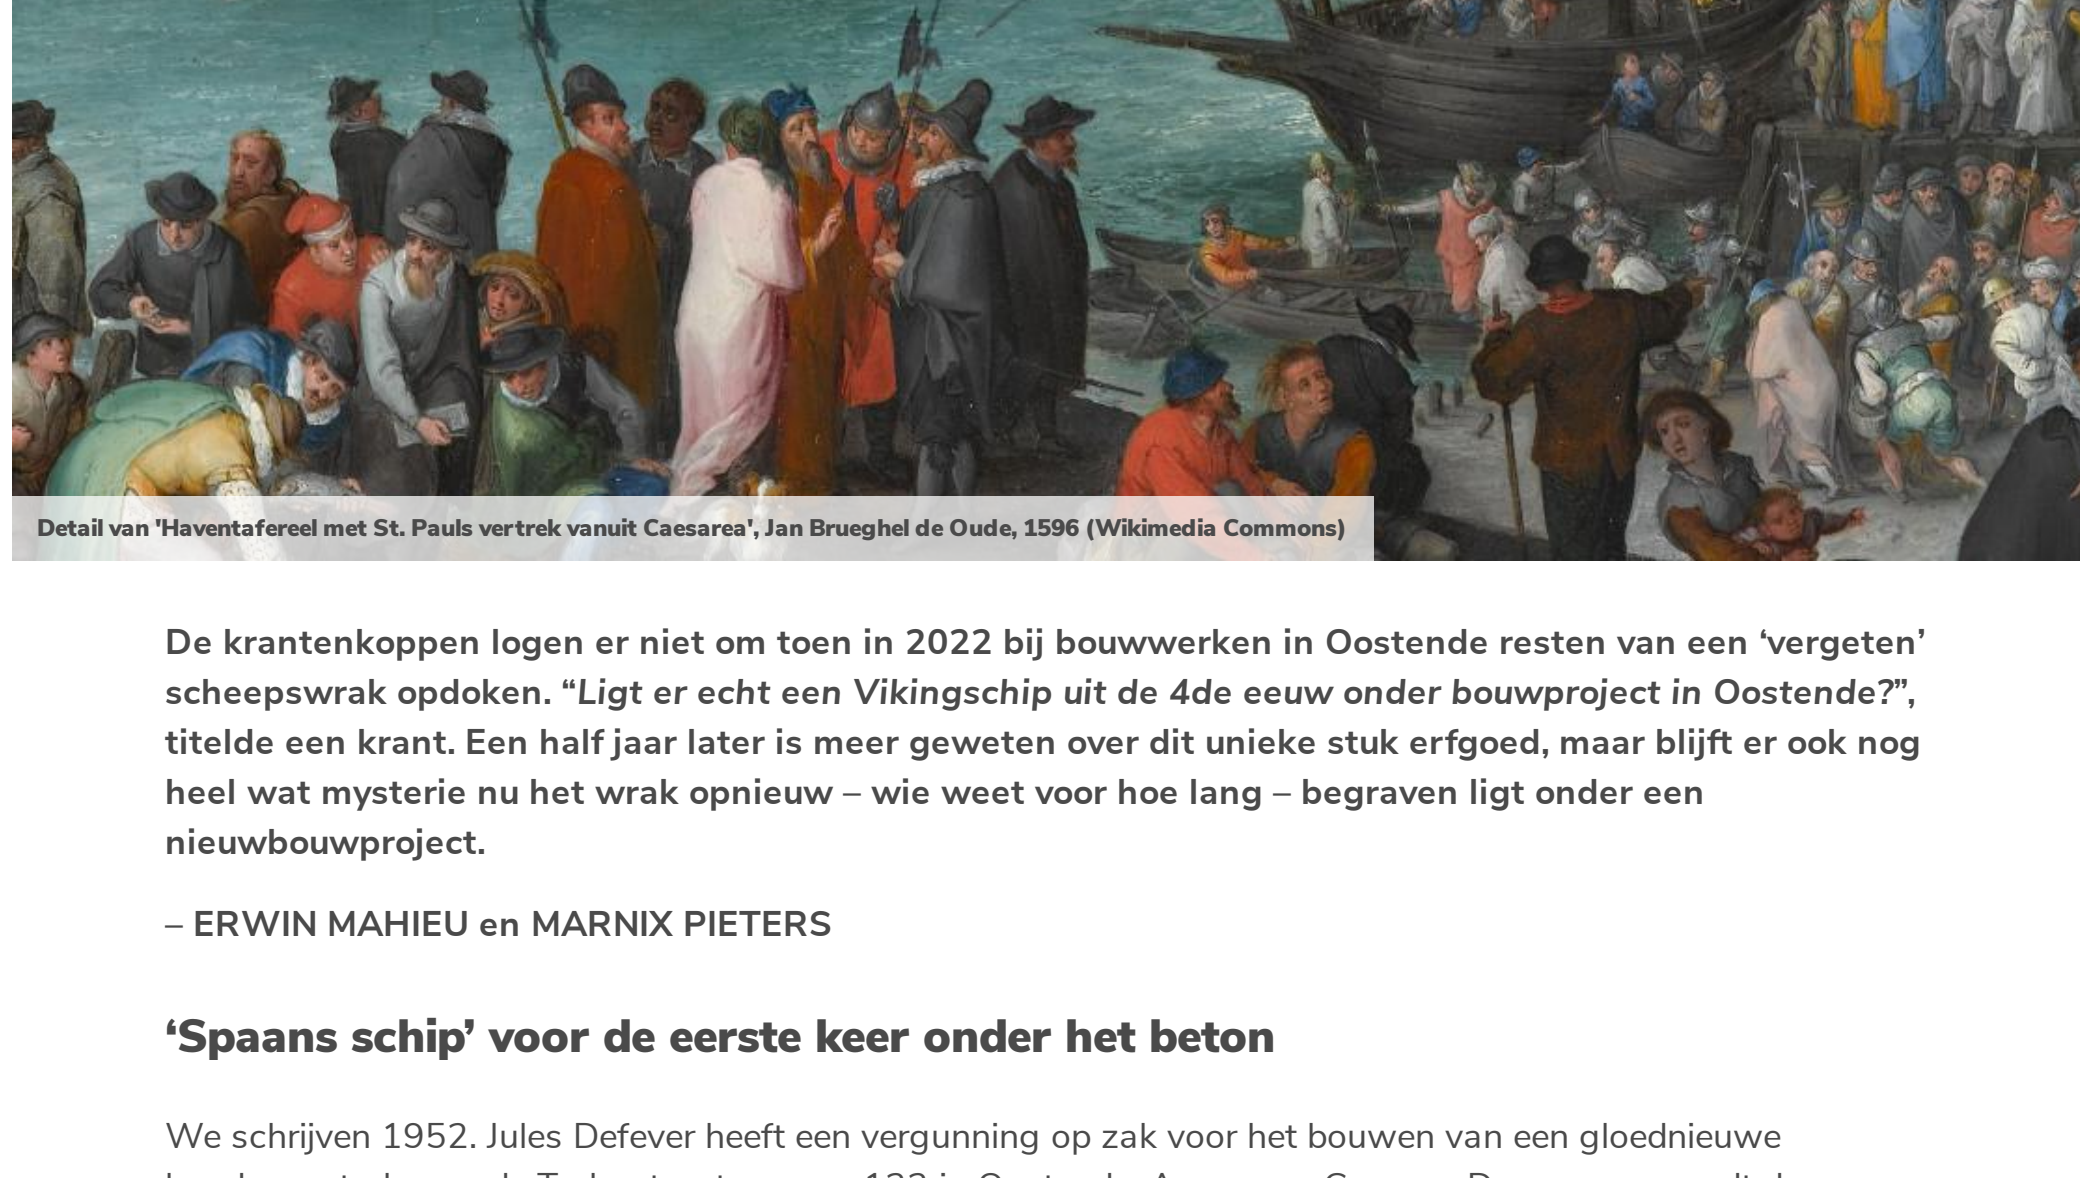 Detail van 'Haventafereel met St. Pauls vertrek vanuit Caesarea', Jan Brueghel de Oude, 1596 (Wikimedia Commons)
De krantenkoppen logen er niet om toen in 2022 bij bouwwerken in Oostende resten van een ‘vergeten’
scheepswrak opdoken. “Ligt er echt een Vikingschip uit de 4de eeuw onder bouwproject in Oostende?”,
titelde een krant. Een half jaar later is meer geweten over dit unieke stuk erfgoed, maar blijft er ook nog
heel wat mysterie nu het wrak opnieuw – wie weet voor hoe lang – begraven ligt onder een
nieuwbouwproject.
– ERWIN MAHIEU en MARNIX PIETERS
‘Spaans schip’ voor de eerste keer onder het beton
We schrijven 1952. Jules Defever heeft een vergunning op zak voor het bouwen van een gloednieuwe